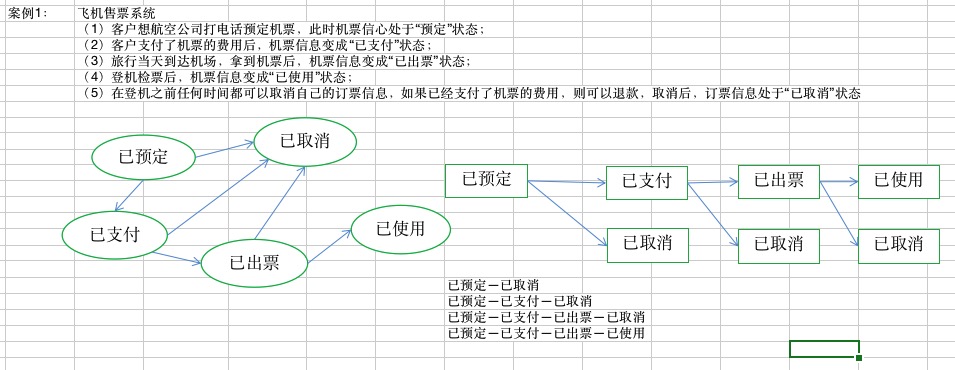 案例1： 飞机售票系统
（1）客户想航空公司打电话预定机票，此时机票信心处于“预定”状态；
（2）客户支付了机票的费用后，机票信息变成“已支付”状态；
（3）旅行当天到达机场，拿到机票后，机票信息变成“已出票”状态；
（4）登机检票后，机票信息变成“已使用”状态；
（5）在登机之前任何时间都可以取消自己的订票信息，如果已经支付了机票的费用，则可以退款，取消后，订票信息处于“已取消”状态
已取消
已预定
已支付
已出票
已使用
已预定
已支付
已出票
已使用
已取消
已取消
已取消
已预定－已取消
已预定－已支付－已取消
已预定－已支付－已出票－已取消
已预定－已支付－已出票－已使用